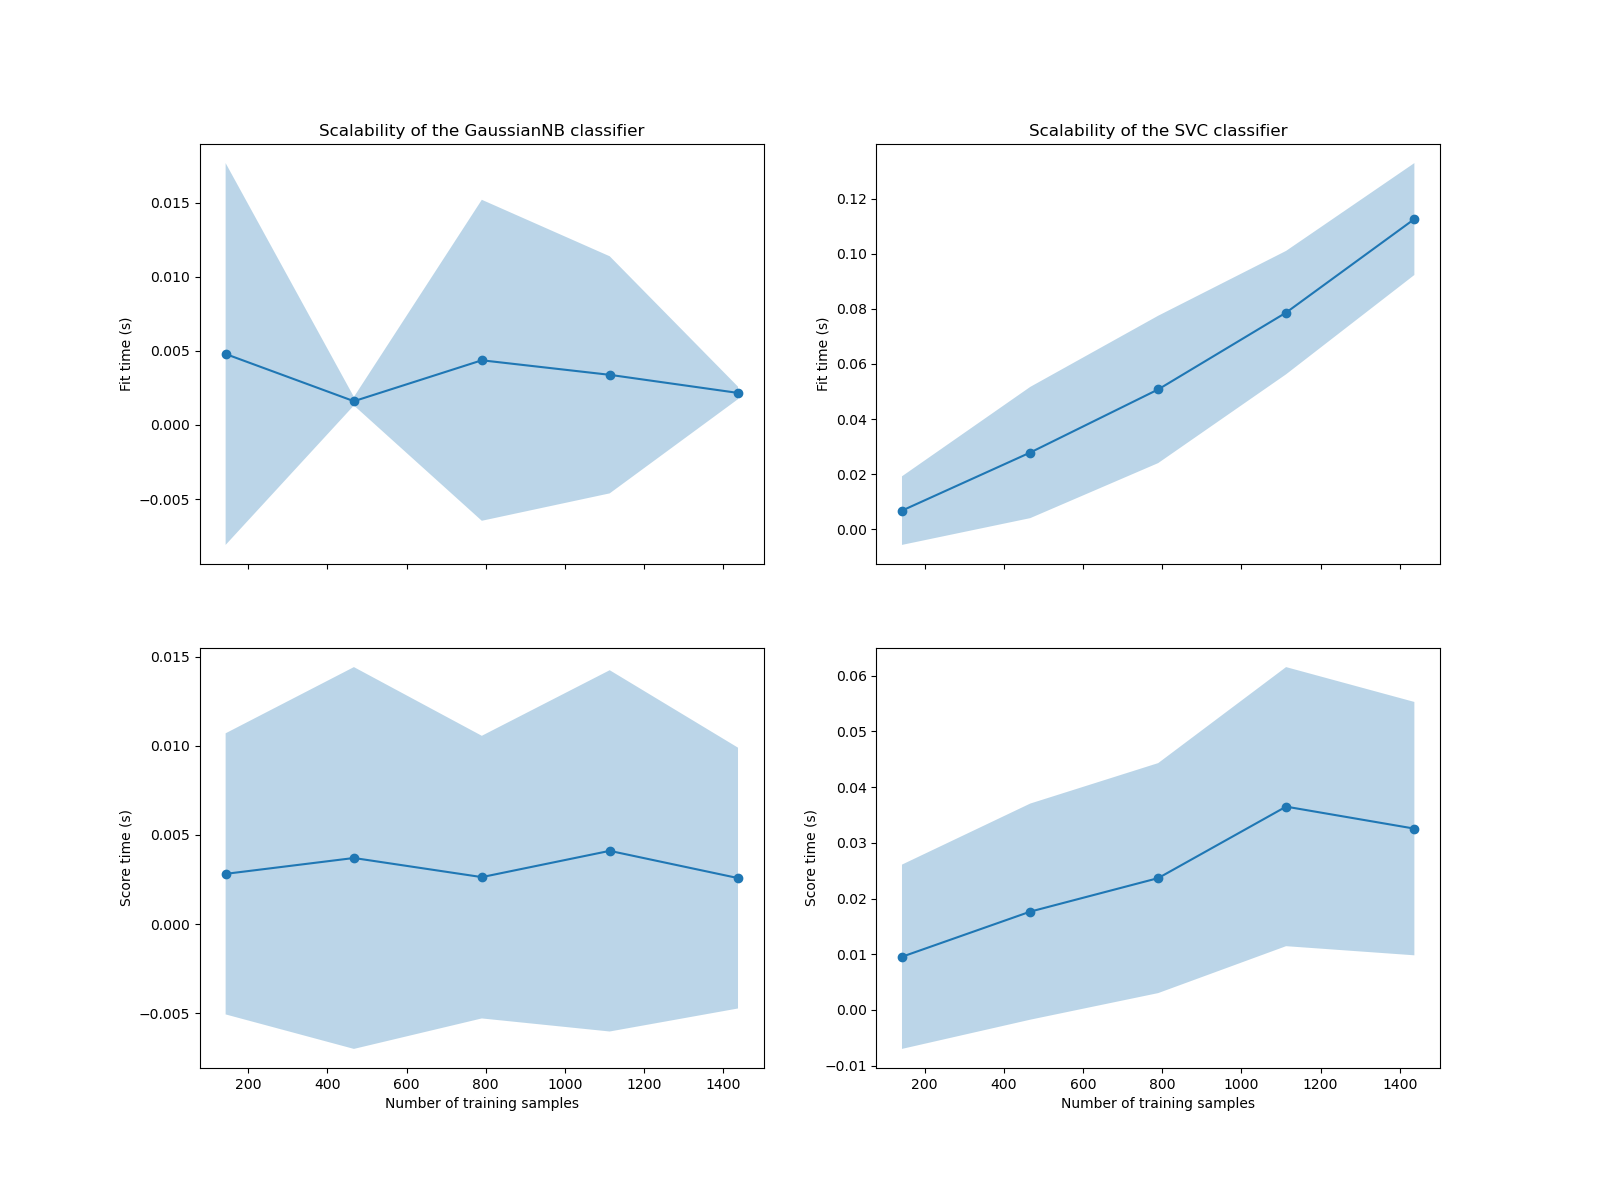 Scalability of the GaussianNB classifier
Fit time (s)
0.015
0.010
0.005
0.000
−0.005
Scalability of the SVC classifier
Fit time (s)
0.12
0.10
0.08
0.06
0.04
0.02
0.00
Score time (s)
0.015
0.010
0.005
0.000
−0.005
200 400 600 800 1000 1200 1400
Number of training samples
Score time (s)
0.06
0.05
0.04
0.03
0.02
0.01
0.00
−0.01
200 400 600 800 1000 1200 1400
Number of training samples